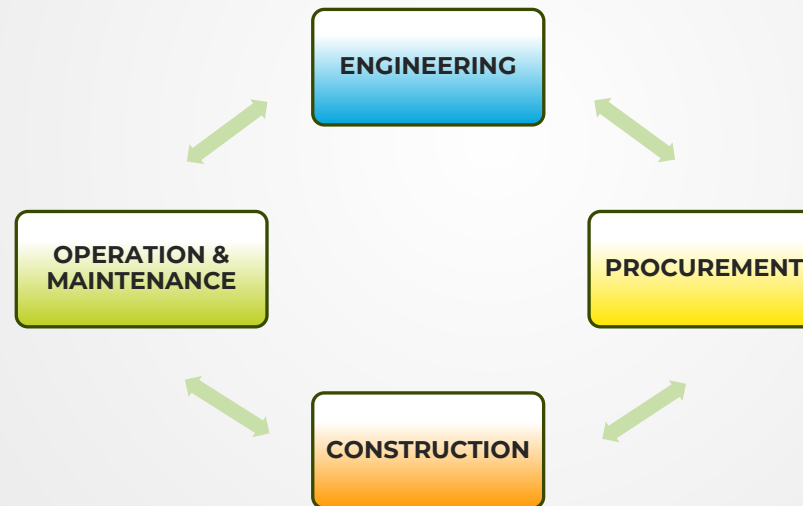 ENGINEERING
OPERATION &
MAINTENANCE
PROCUREMENT
CONSTRUCTION